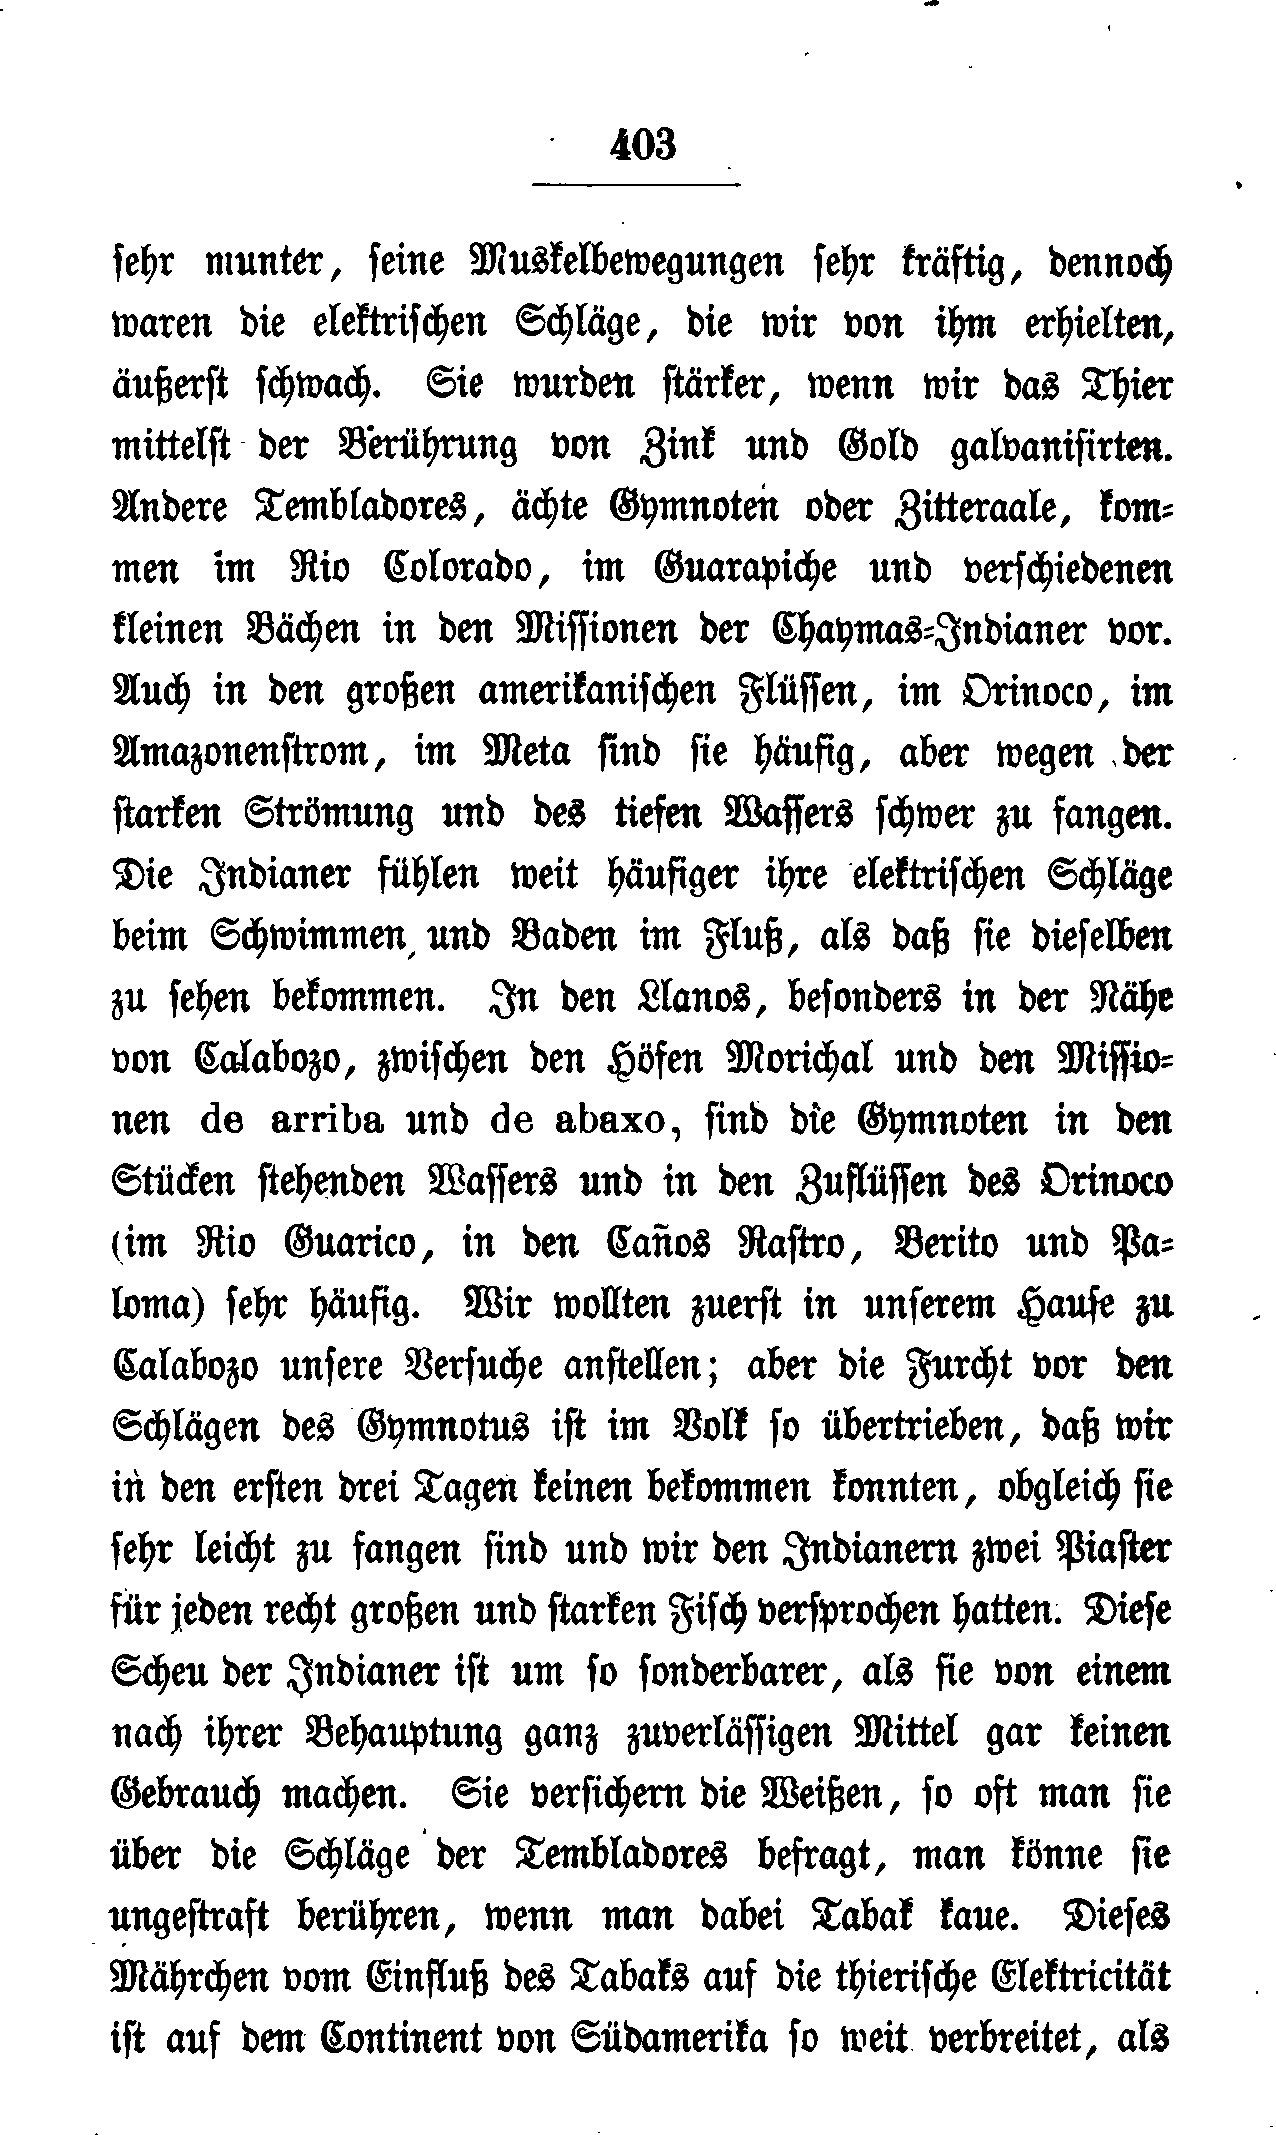 403
sehr munter, seine Muskelbewegungen sehr kräftig, dennoch
waren die elektrischen Schläge, die wir von ihm erhielten,
äußerst schwach. Sie wurden stärker, wenn wir das Thier
mittelst der Berührung von Zink und Gold galvanisirten.
Andere Tembladores, ächte Gymnoten oder Zitteraale, kom-
men im Rio Colorado, im Guarapiche und verschiedenen
kleinen Bächen in den Missionen der Chaymas-Indianer vor.
Auch in den großen amerikanischen Flüssen, im Orinoco, im
Amazonenstrom, im Meta sind sie häufig, aber wegen der
starken Strömung und des tiefen Wassers schwer zu fangen.
Die Indianer fühlen weit häufiger ihre elektrischen Schläge
beim Schwimmen und Baden im Fluß, als daß sie dieselben
zu sehen bekommen. In den Llanos, besonders in der Nähe
von Calabozo, zwischen den Höfen Morichal und den Missio-
nen de arriba und de abaxo, sind die Gymnoten in den
Stücken stehenden Wassers und in den Zuflüssen des Orinoco
(im Rio Guarico, in den Caños Rastro, Berito und Pa-
loma) sehr häufig. Wir wollten zuerst in unserem Hause zu
Calabozo unsere Versuche anstellen; aber die Furcht vor den
Schlägen des Gymnotus ist im Volk so übertrieben, daß wir
in den ersten drei Tagen keinen bekommen konnten, obgleich sie
sehr leicht zu fangen sind und wir den Indianern zwei Piaster
für jeden recht großen und starken Fisch versprochen hatten. Diese
Scheu der Indianer ist um so sonderbarer, als sie von einem
nach ihrer Behauptung ganz zuverlässigen Mittel gar keinen
Gebrauch machen. Sie versichern die Weißen, so oft man sie
über die Schläge der Tembladores befragt, man könne sie
ungestraft berühren, wenn man dabei Tabak kaue. Dieses
Mährchen vom Einfluß des Tabaks auf die thierische Elektricität
ist auf dem Continent von Südamerika so weit verbreitet, als